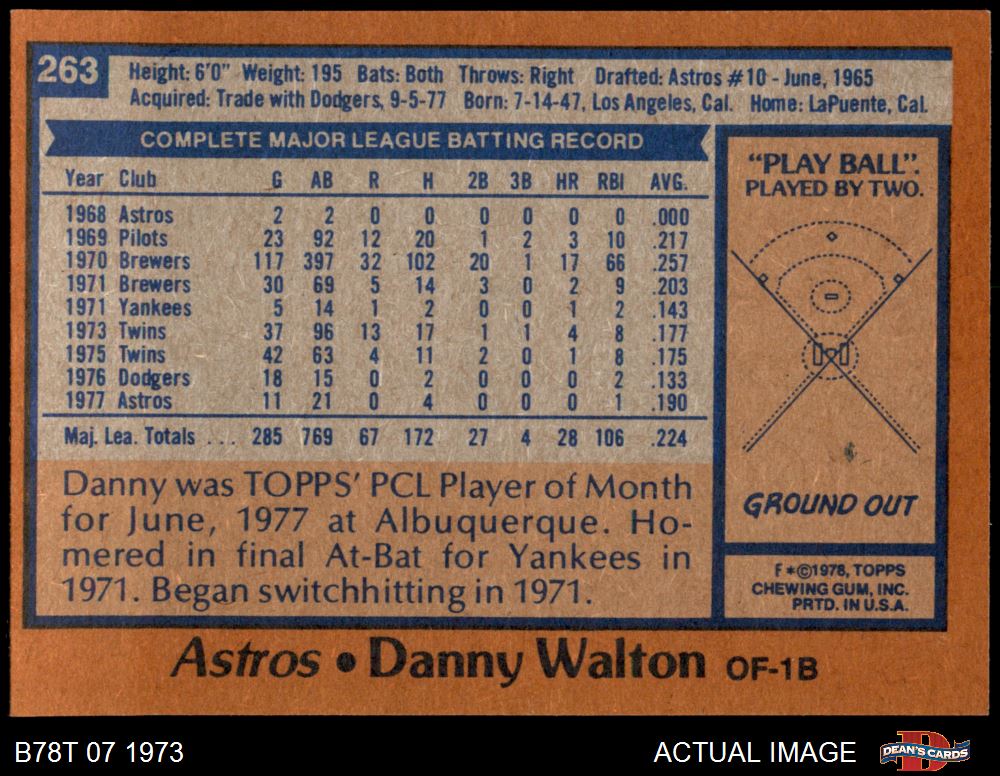 263
Height: 6'0" Weight: 195 Bats: Both Throws: Right Drafted: Astros #10 - June, 1965
Acquired: Trade with Dodgers, 9-5-77 Born: 7-14-47, Los Angeles, Cal. Home: LaPuente, Cal.
COMPLETE MAJOR LEAGUE BATTING RECORD
Year Club G AB R H 2B 3B HR RBI AVG.
1968 Astros 2 2 0 0 0 0 0 0 .000
1969 Pilots 23 92 12 20 1 2 3 10 .217
1970 Brewers 117 397 32 102 20 1 17 66 .257
1971 Brewers 30 69 5 14 3 0 2 9 .203
1971 Yankees 5 14 1 2 0 0 1 2 .143
1973 Twins 37 96 13 17 1 1 4 8 .177
1975 Twins 42 63 4 11 2 0 1 8 .175
1976 Dodgers 18 15 0 2 0 0 0 2 .133
1977 Astros 11 21 0 4 0 0 0 1 .190
Maj. Lea. Totals ... 285 769 67 172 27 4 28 106 .224
Danny was TOPPS' PCL Player of Month
for June, 1977 at Albuquerque. Ho-
mered in final At-Bat for Yankees in
1971. Began switchhitting in 1971.
"PLAY BALL".
PLAYED BY TWO.
GROUND OUT
F *©1978, TOPPS
CHEWING GUM, INC.
PRTD. IN U.S.A.
Astros • Danny Walton OF-1B
B78T 07 1973
ACTUAL IMAGE
DEAN'S CARDS